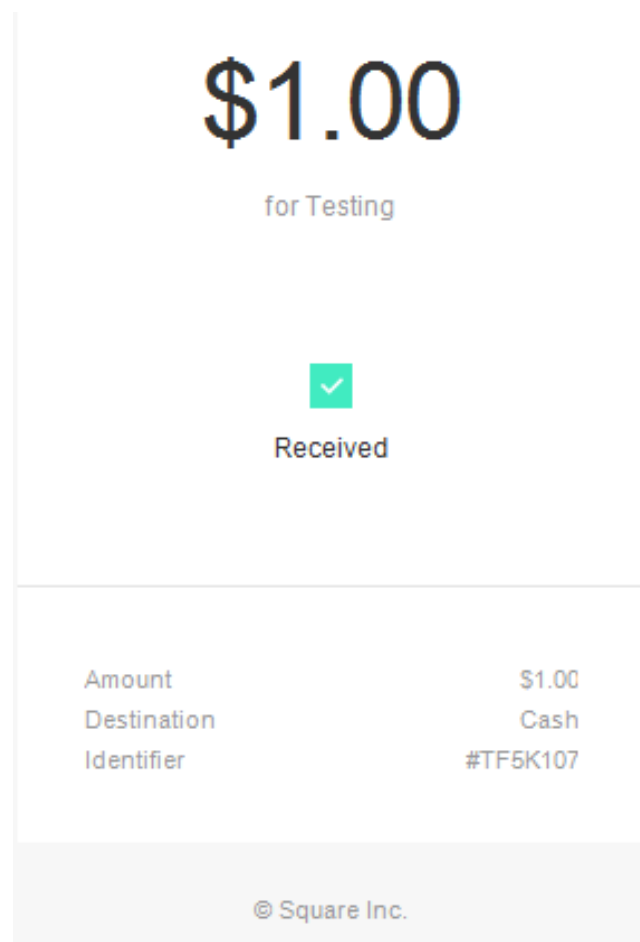 $1.00
for Testing
Received
Amount $1.00
Destination Cash
Identifier #TF5K107
© Square Inc.